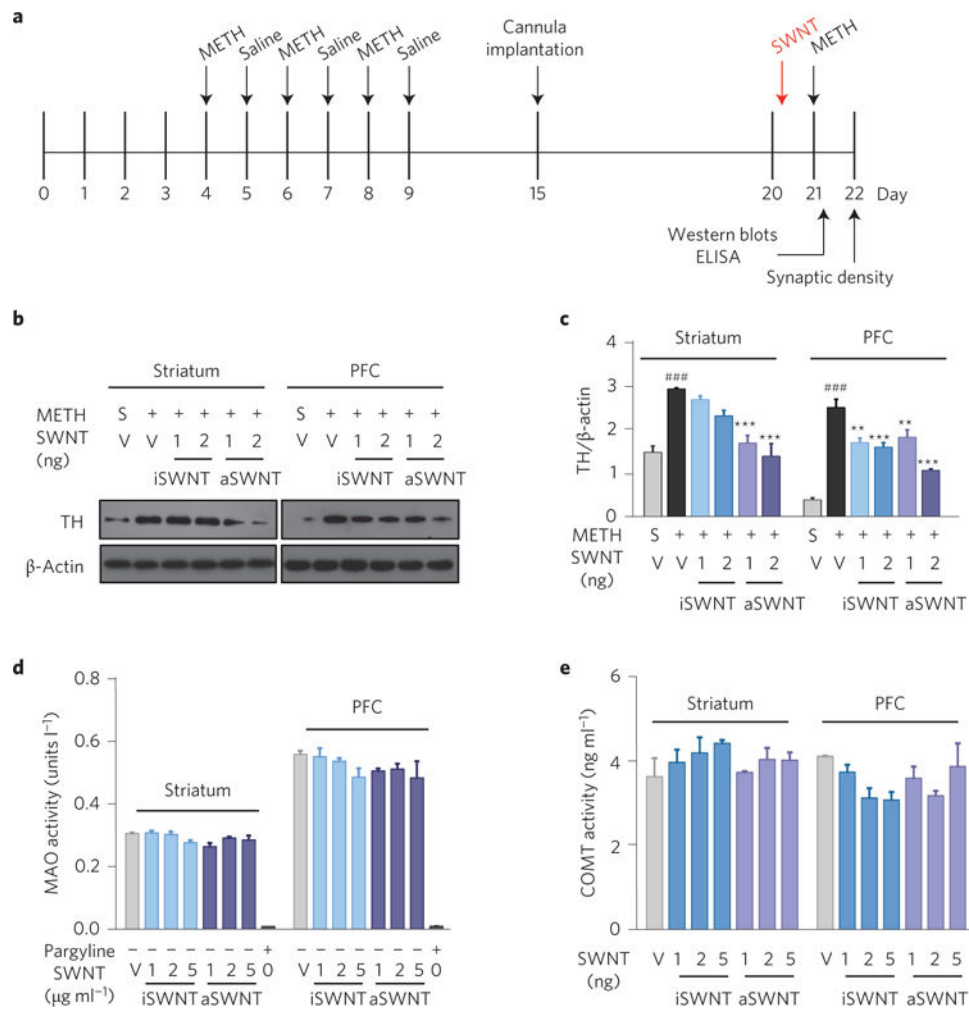 a
METH Saline METH Saline METH Saline
Cannula
implantation
SWNT METH
0 1 2 3 4 5 6 7 8 9 15 20 21 22 Day
Western blots
ELISA
Synaptic density
b
Striatum PFC
METH S + + + + + S + + + + +
SWNT V V 1 2 1 2 V V 1 2 1 2
(ng)
iSWNT aSWNT iSWNT aSWNT
TH
β-Actin
c
Striatum PFC
TH/β-actin
4
3
2
1
0
### *** *** ### ** *** ** ***
METH S + + + + + S + + + + +
SWNT V V 1 2 1 2 V V 1 2 1 2
(ng)
iSWNT aSWNT iSWNT aSWNT
d
MAO activity (units l⁻¹)
0.8
0.6
0.4
0.2
0.0
Striatum
PFC
Pargyline − − − − − − − + − − − − − − − +
SWNT V 1 2 5 1 2 5 0 V 1 2 5 1 2 5 0
(μg ml⁻¹)
iSWNT aSWNT iSWNT aSWNT
e
COMT activity (ng ml⁻¹)
6
4
2
0
Striatum PFC
SWNT V 1 2 5 1 2 5 V 1 2 5 1 2 5
(ng)
iSWNT aSWNT iSWNT aSWNT